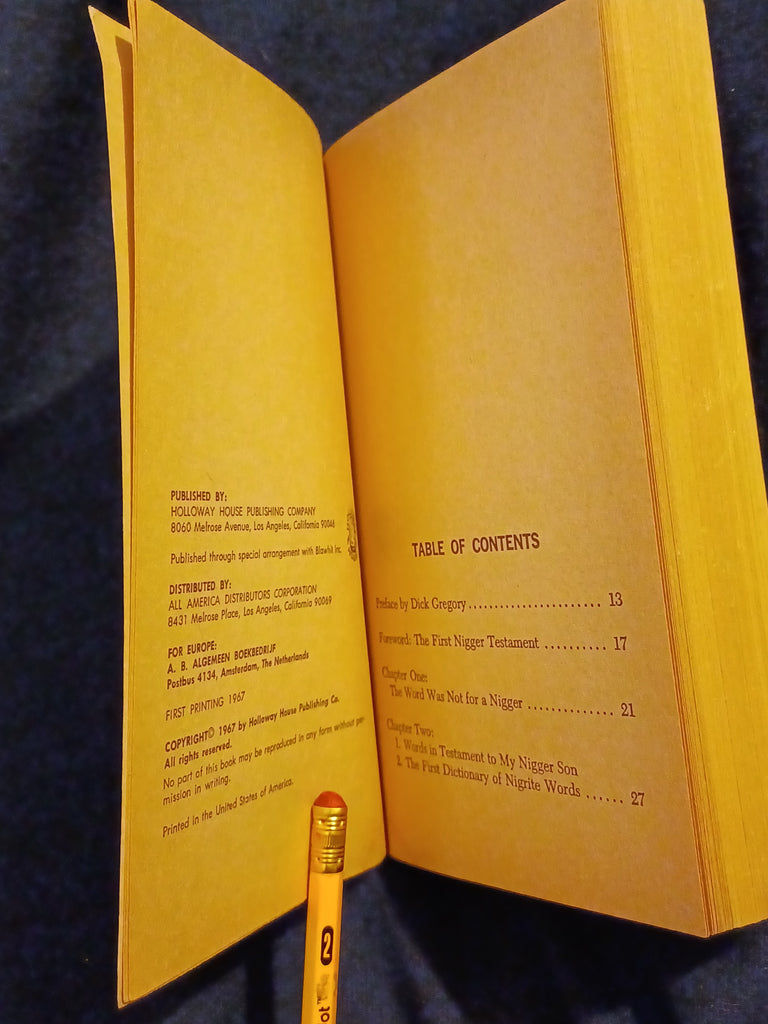 PUBLISHED BY:
HOLLOWAY HOUSE PUBLISHING COMPANY
8060 Melrose Avenue, Los Angeles, California 90046
Published through special arrangement with Blawhil Inc.
DISTRIBUTED BY:
ALL AMERICA DISTRIBUTORS CORPORATION
8431 Melrose Place, Los Angeles, California 90069
FOR EUROPE:
A. B. ALGEMEEN BOEKBEDRIJF
Postbus 4134, Amsterdam, The Netherlands
FIRST PRINTING 1967
COPYRIGHT© 1967 by Holloway House Publishing Co.
All rights reserved.
No part of this book may be reproduced in any form without per-
mission in writing.
Printed in the United States of America.
TABLE OF CONTENTS
Preface by Dick Gregory....................... 13
Foreword: The First Nigger Testament .......... 17
Chapter One:
The Word Was Not for a Nigger .............. 21
Chapter Two:
1. Words in Testament to My Nigger Son
2. The First Dictionary of Nigrite Words ...... 27
2